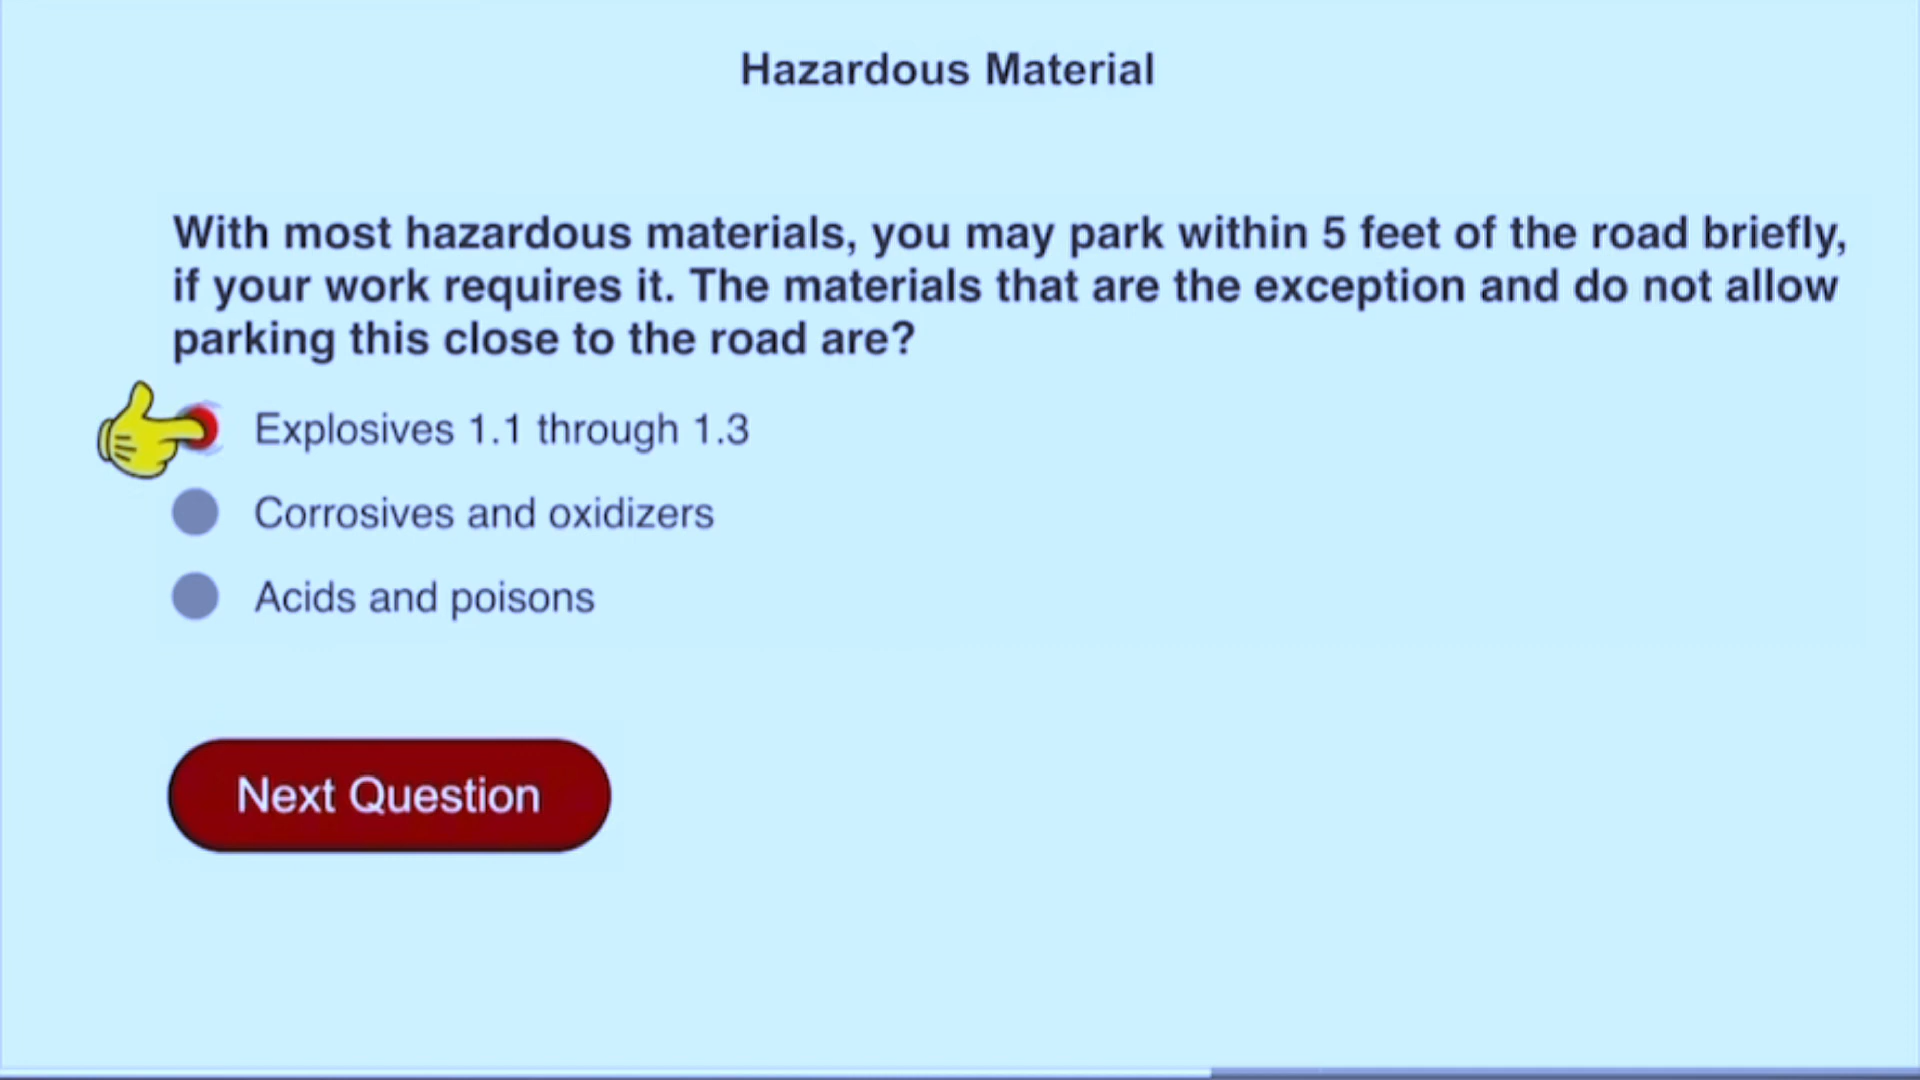 Hazardous Material
With most hazardous materials, you may park within 5 feet of the road briefly,
if your work requires it. The materials that are the exception and do not allow
parking this close to the road are?
Explosives 1.1 through 1.3
Corrosives and oxidizers
Acids and poisons
Next Question